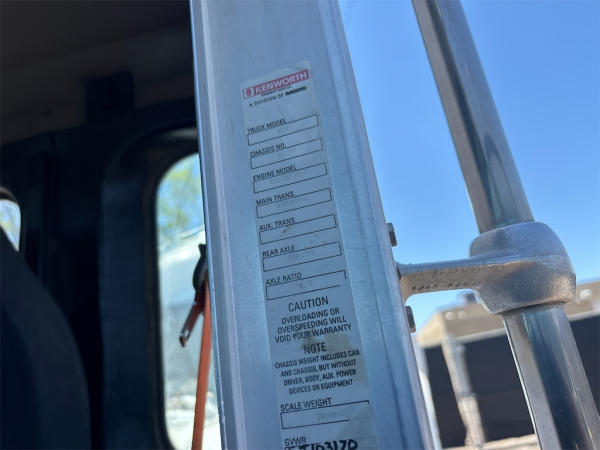 KENWORTH
A DIVISION OF PACCAR
TRUCK MODEL
CHASSIS NO.
ENGINE MODEL
MAIN TRANS.
AUX. TRANS.
REAR AXLE
AXLE RATIO
CAUTION
OVERLOADING OR
OVERSPEEDING WILL
VOID YOUR WARRANTY
NOTE
CHASSIS WEIGHT INCLUDES CAB
AND CHASSIS, BUT WITHOUT
DRIVER, BODY, AUX. POWER
DEVICES OR EQUIPMENT
SCALE WEIGHT
GVWR